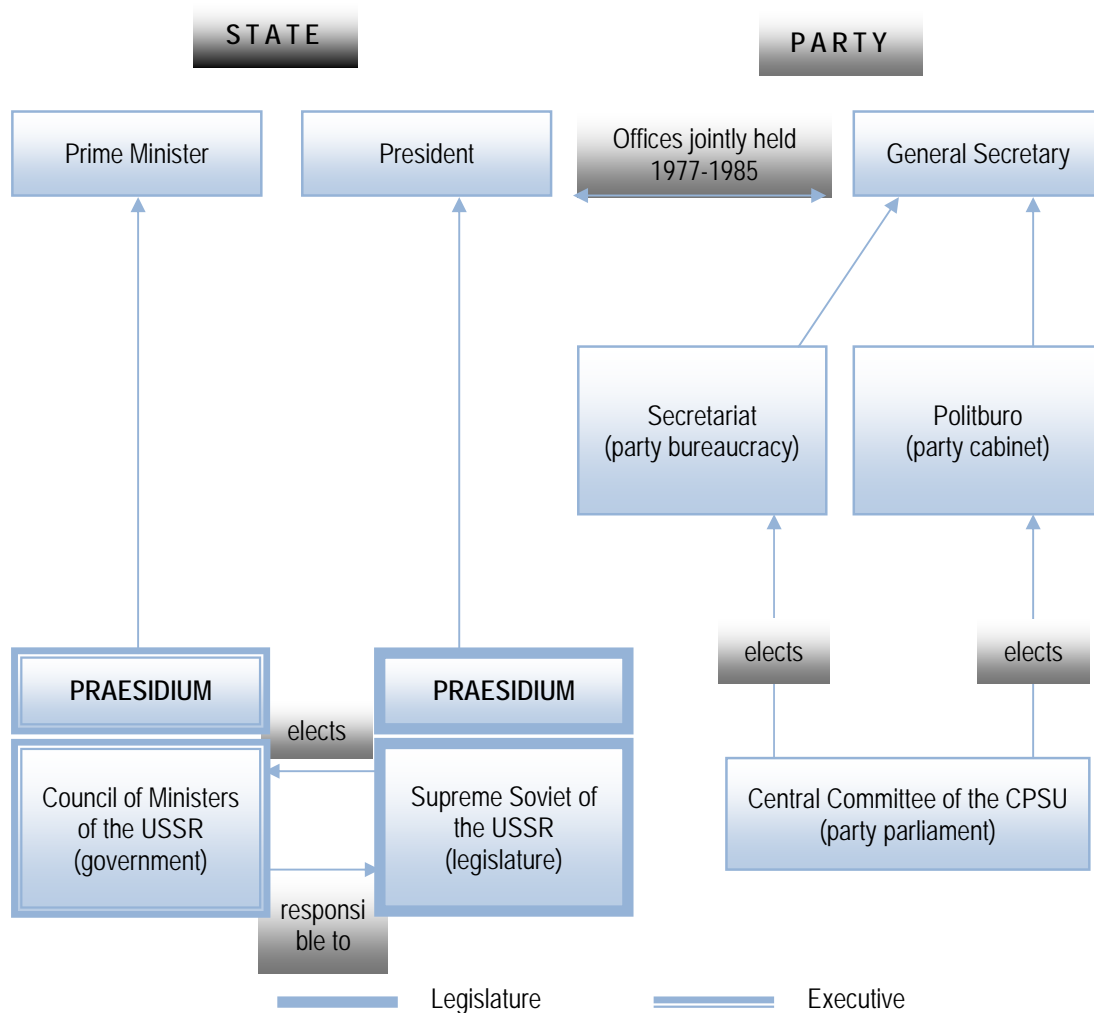 STATE
PARTY
Prime Minister
President
Offices jointly held
1977-1985
General Secretary
Secretariat
(party bureaucracy)
Politburo
(party cabinet)
elects
elects
PRAESIDIUM
PRAESIDIUM
elects
Council of Ministers
of the USSR
(government)
Supreme Soviet of
the USSR
(legislature)
Central Committee of the CPSU
(party parliament)
responsi
ble to
Legislature
Executive